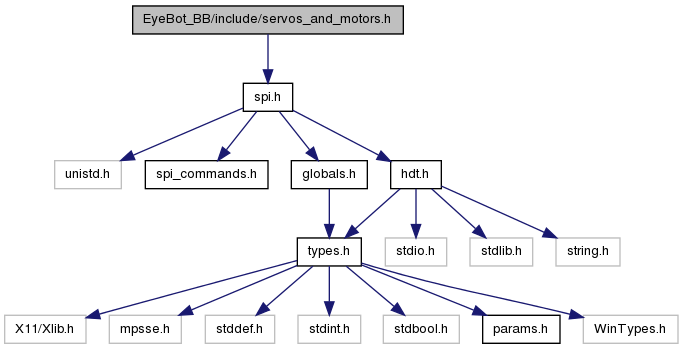 EyeBot_BB/include/servos_and_motors.h
spi.h
unistd.h
spi_commands.h
globals.h
hdt.h
types.h
stdio.h
stdlib.h
string.h
X11/Xlib.h
mpsse.h
stddef.h
stdint.h
stdbool.h
params.h
WinTypes.h